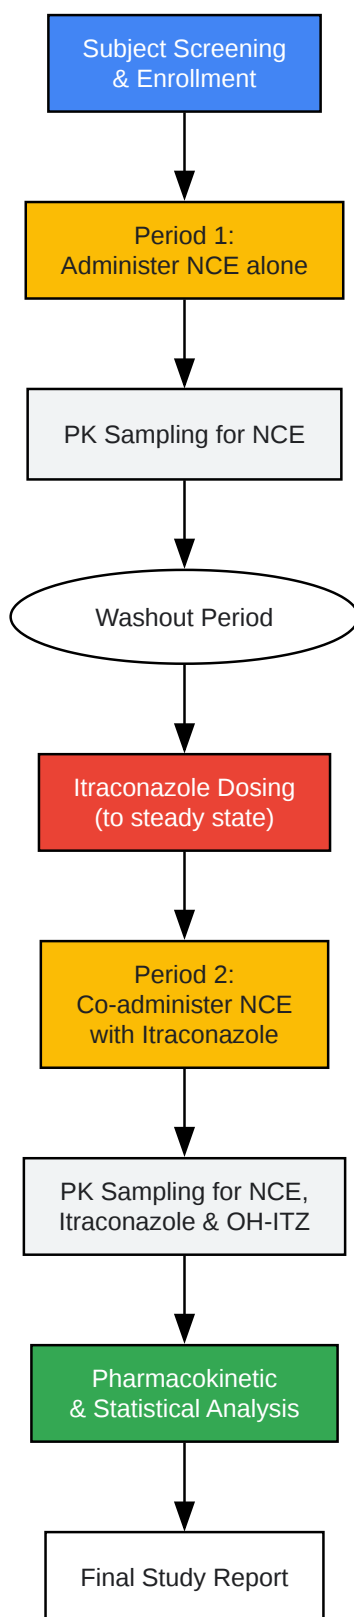 Subject Screening
& Enrollment
Period 1:
Administer NCE alone
PK Sampling for NCE
Washout Period
Itraconazole Dosing
(to steady state)
Period 2:
Co-administer NCE
with Itraconazole
PK Sampling for NCE,
Itraconazole & OH-ITZ
Pharmacokinetic
& Statistical Analysis
Final Study Report